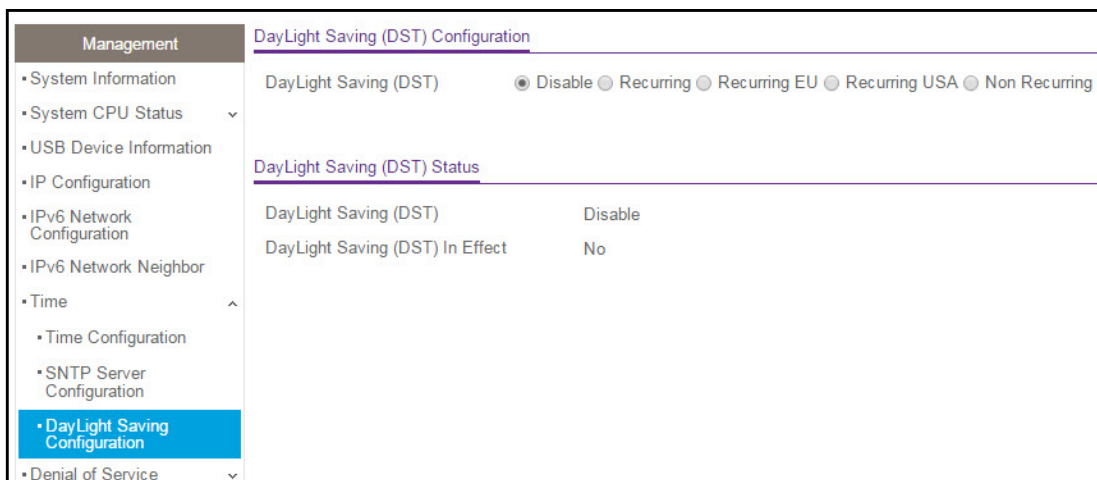 Management
System Information
System CPU Status
USB Device Information
IP Configuration
IPv6 Network
Configuration
IPv6 Network Neighbor
Time
Time Configuration
SNTP Server
Configuration
DayLight Saving
Configuration
Denial of Service
DayLight Saving (DST) Configuration
DayLight Saving (DST) Disable Recurring Recurring EU Recurring USA Non Recurring
DayLight Saving (DST) Status
DayLight Saving (DST) Disable
DayLight Saving (DST) In Effect No